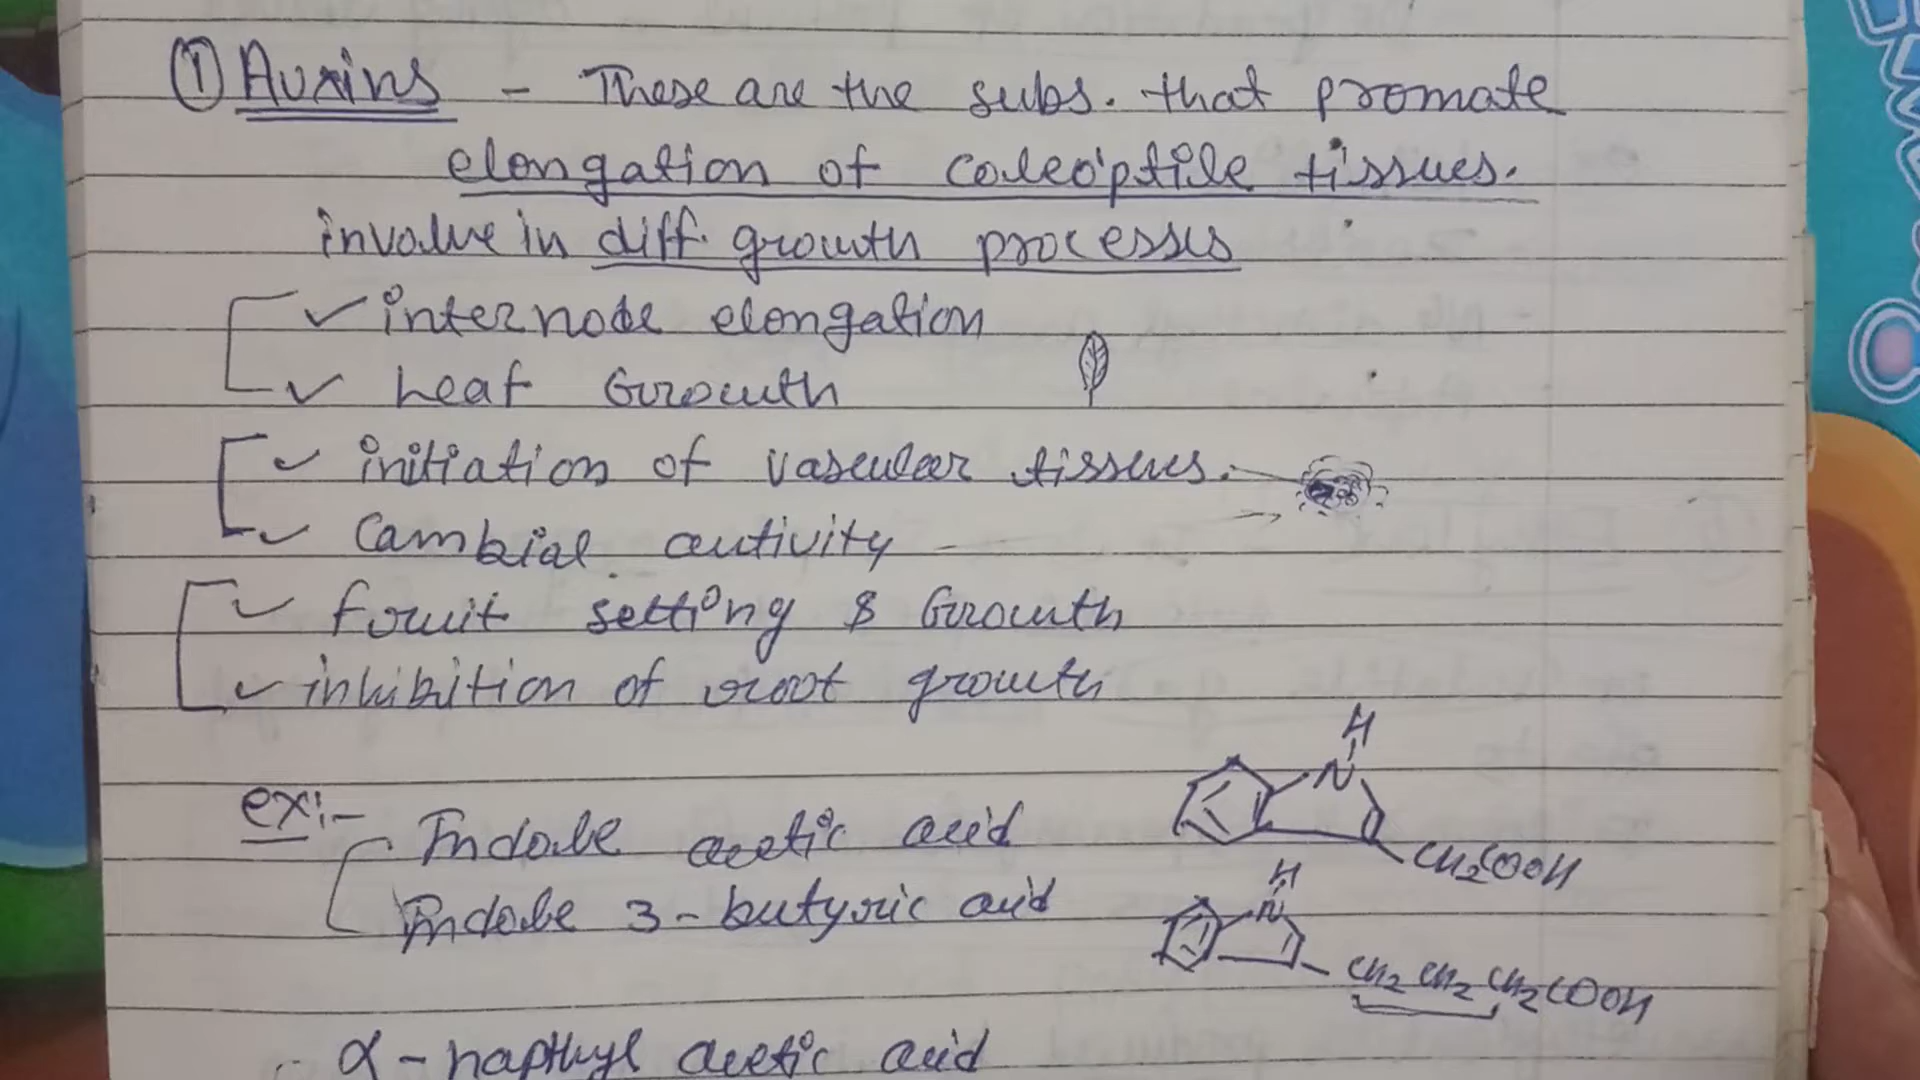 ① Auxins - These are the subs. that promote
elongation of coleoptile tissues.
involve in diff. growth processes
✓ internode elongation
✓ Leaf Growth
✓ initiation of vascular tissues.
✓ Cambial activity
✓ fruit setting & Growth
✓ inhibition of root growth
ex:-
Indole acetic acid
H
N
CH2COOH
Indole 3-butyric acid
H
N
CH2 CH2 CH2COOH
- α-napthyl acetic acid